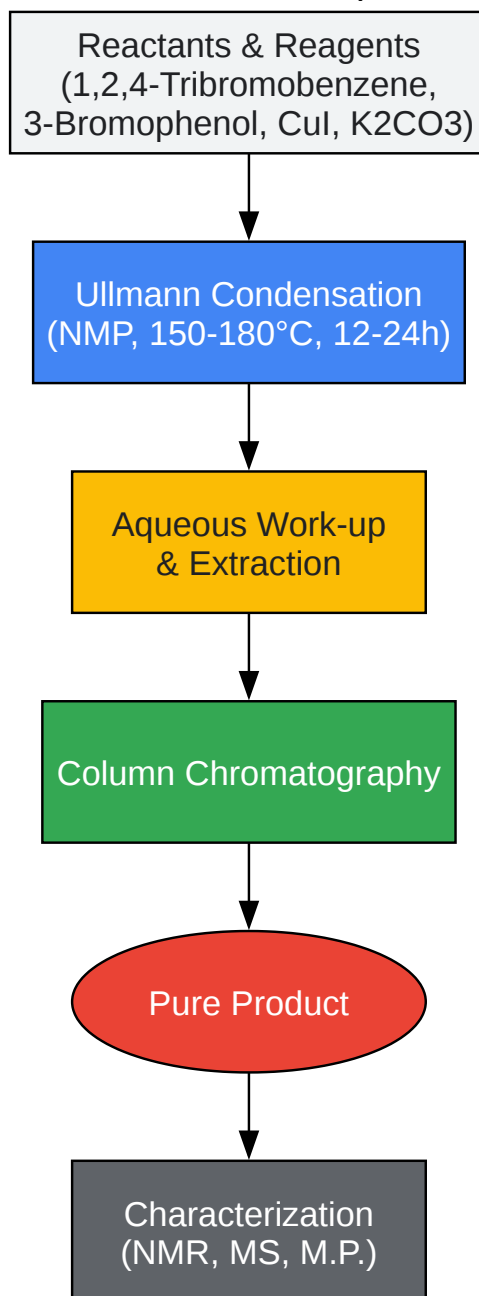 Reactants & Reagents
(1,2,4-Tribromobenzene,
3-Bromophenol, CuI, K2CO3)
Ullmann Condensation
(NMP, 150-180°C, 12-24h)
Aqueous Work-up
& Extraction
Column Chromatography
Pure Product
Characterization
(NMR, MS, M.P.)